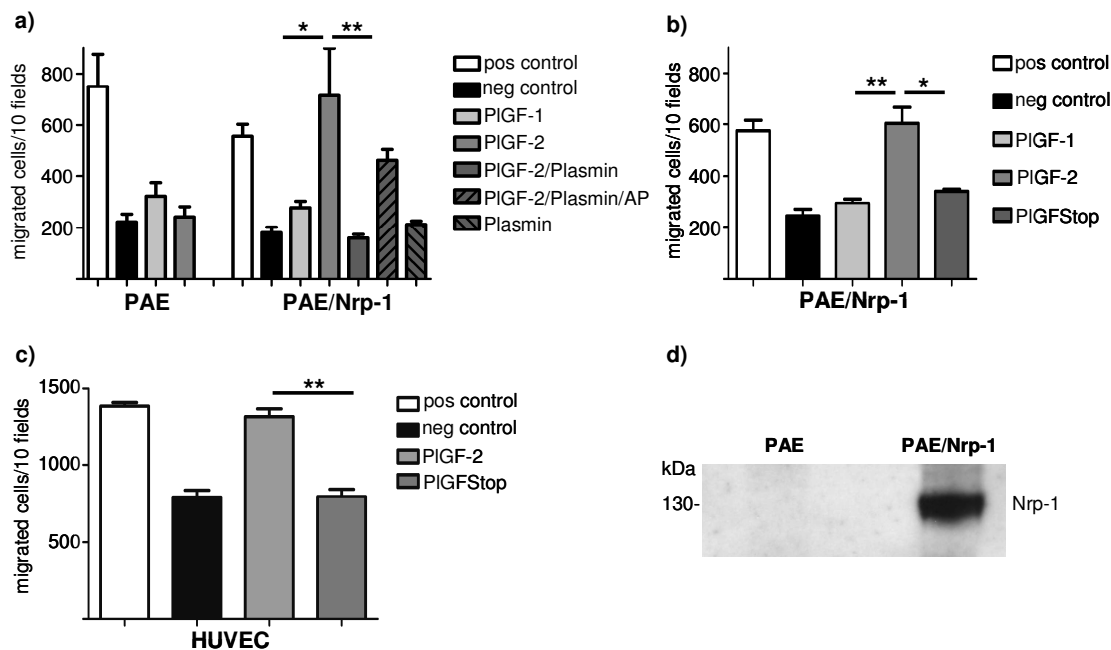 a)
* **
migrated cells/10 fields
800
600
400
200
PAE
PAE/Nrp-1
pos control
neg control
PlGF-1
PlGF-2
PlGF-2/Plasmin
PlGF-2/Plasmin/AP
Plasmin
b)
** *
migrated cells/10 fields
800
600
400
200
PAE/Nrp-1
pos control
neg control
PlGF-1
PlGF-2
PlGFStop
c)
**
migrated cells/10 fields
1500
1000
500
HUVEC
pos control
neg control
PlGF-2
PlGFStop
d)
PAE PAE/Nrp-1
kDa
130-
Nrp-1